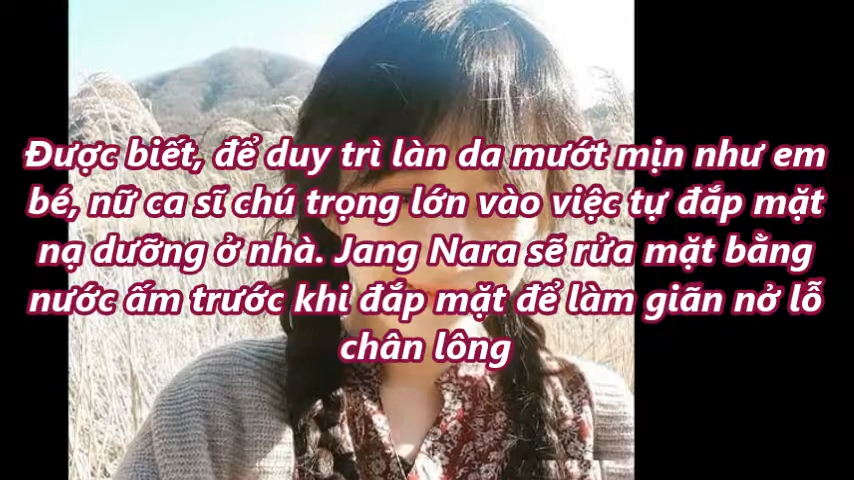 Được biết, để duy trì làn da mướt mịn như em
bé, nữ ca sĩ chú trọng lớn vào việc tự đắp mặt
nạ dưỡng ở nhà. Jang Nara sẽ rửa mặt bằng
nước ấm trước khi đắp mặt để làm giãn nở lỗ
chân lông